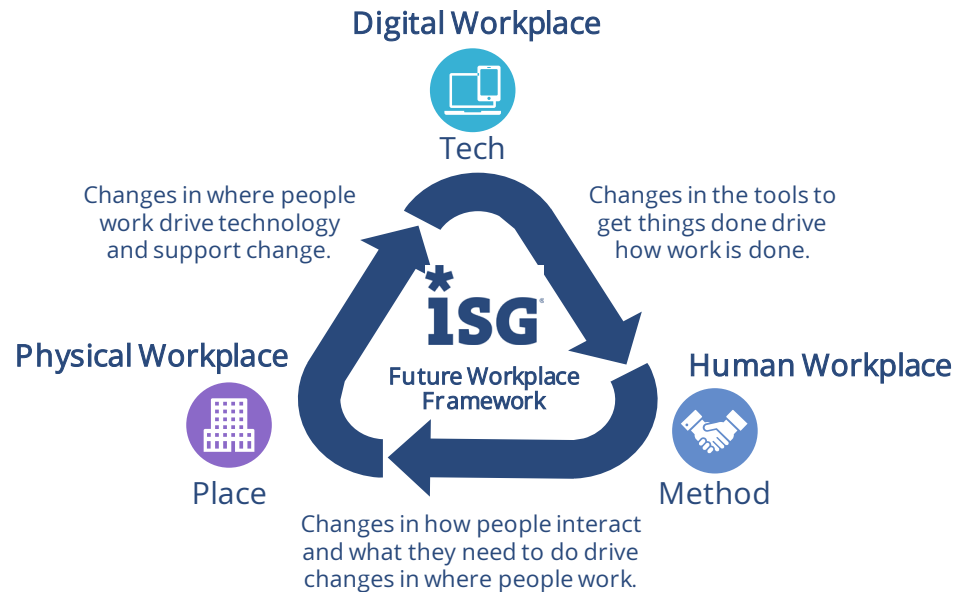 Digital Workplace
Tech
Changes in where people
work drive technology
and support change.
Changes in the tools to
get things done drive
how work is done.
*
isg®
Future Workplace
Framework
Physical Workplace
Place
Human Workplace
Method
Changes in how people interact
and what they need to do drive
changes in where people work.